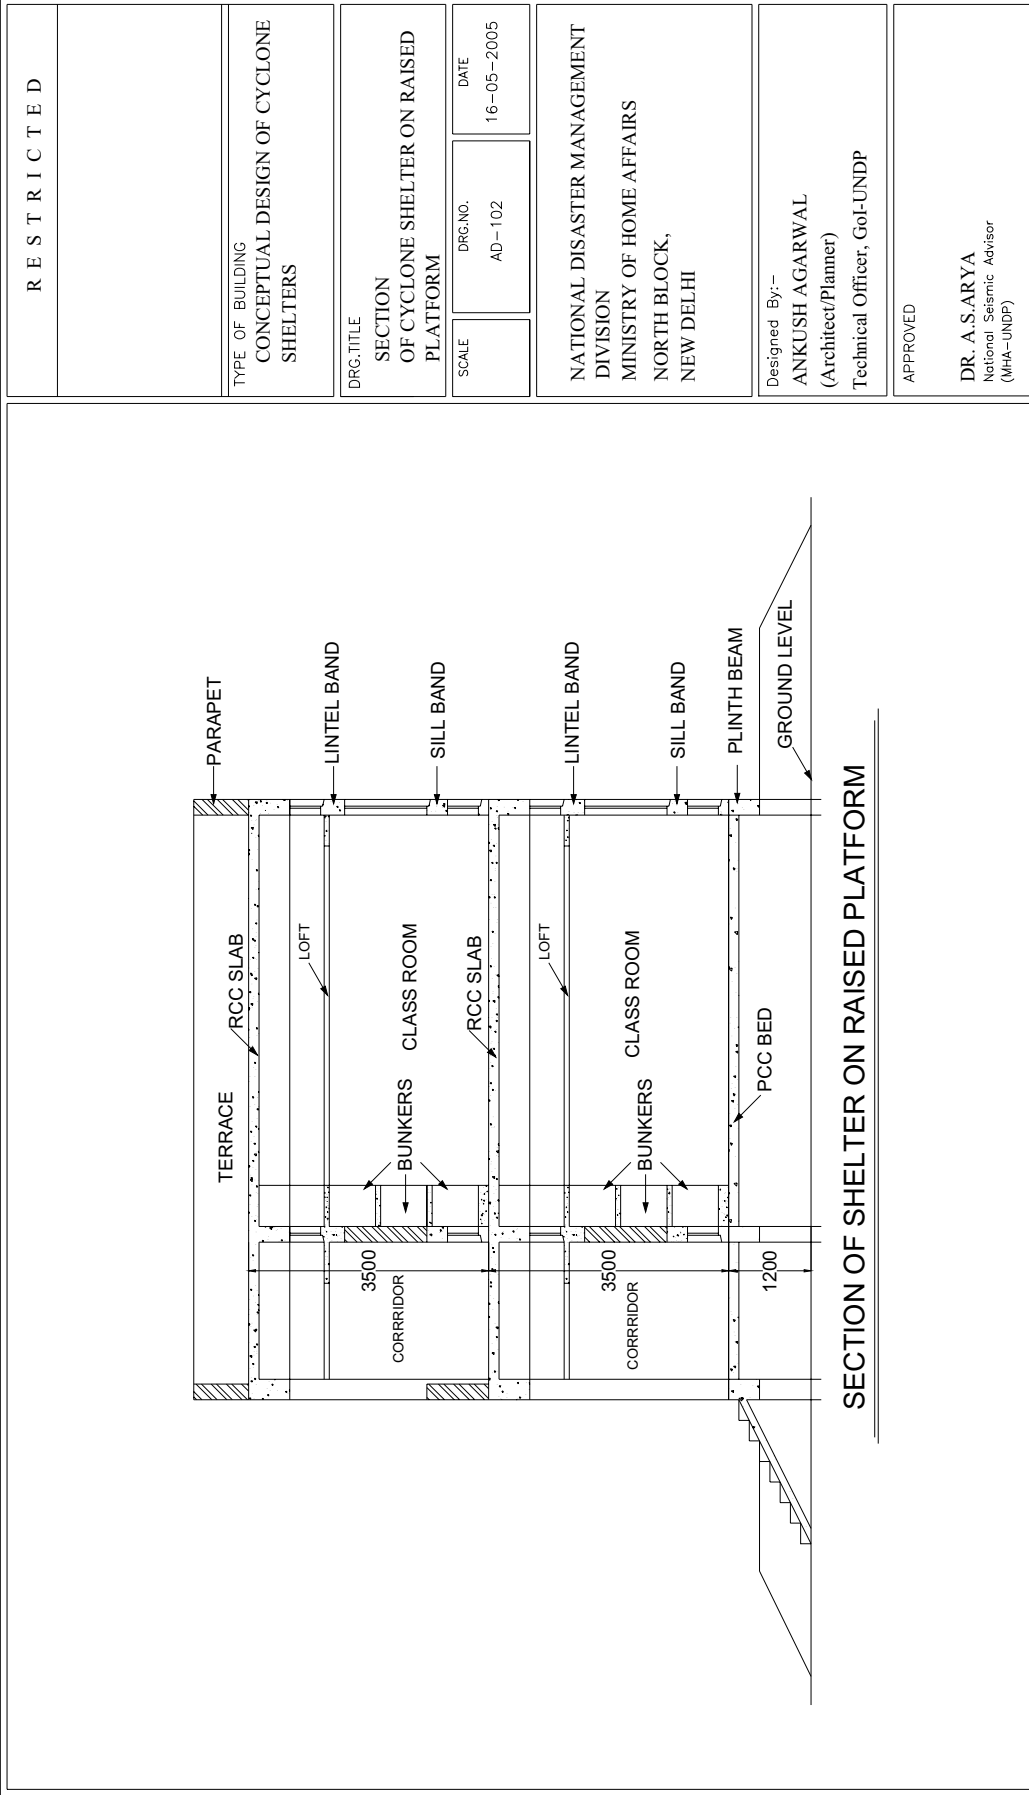 R E S T R I C T E D
TYPE OF BUILDING
CONCEPTUAL DESIGN OF CYCLONE
SHELTERS
DRG.TITLE
SECTION
OF CYCLONE SHELTER ON RAISED
PLATFORM
SCALE
DRG.NO.
AD-102
DATE
16-05-2005
NATIONAL DISASTER MANAGEMENT
DIVISION
MINISTRY OF HOME AFFAIRS
NORTH BLOCK,
NEW DELHI
Designed By:-
ANKUSH AGARWAL
(Architect/Planner)
Technical Officer, GoI-UNDP
APPROVED
DR. A.S.ARYA
National Seismic Advisor
(MHA-UNDP)
PARAPET
TERRACE
RCC SLAB
LINTEL BAND
LOFT
3500
CORRRIDOR
BUNKERS
CLASS ROOM
SILL BAND
RCC SLAB
LINTEL BAND
LOFT
3500
CORRRIDOR
BUNKERS
CLASS ROOM
SILL BAND
PLINTH BEAM
1200
PCC BED
GROUND LEVEL
SECTION OF SHELTER ON RAISED PLATFORM